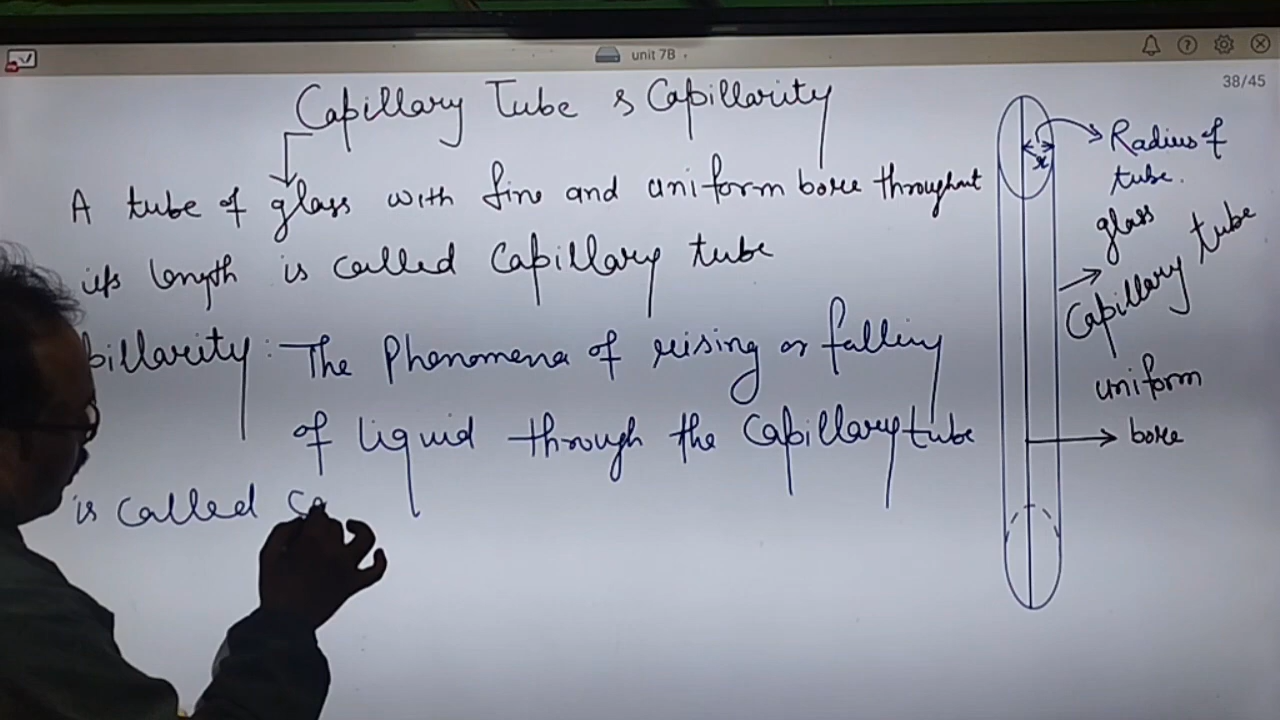 unit 7B
38/45
Capillary Tube & Capillarity
A tube of glass with fine and uniform bore throughout
its length is called Capillary tube
pillarity: The Phenomena of rising or falling
of liquid through the Capillary tube
is called Ca
Radius of
tube.
r
glass
Capillary tube
uniform
bore